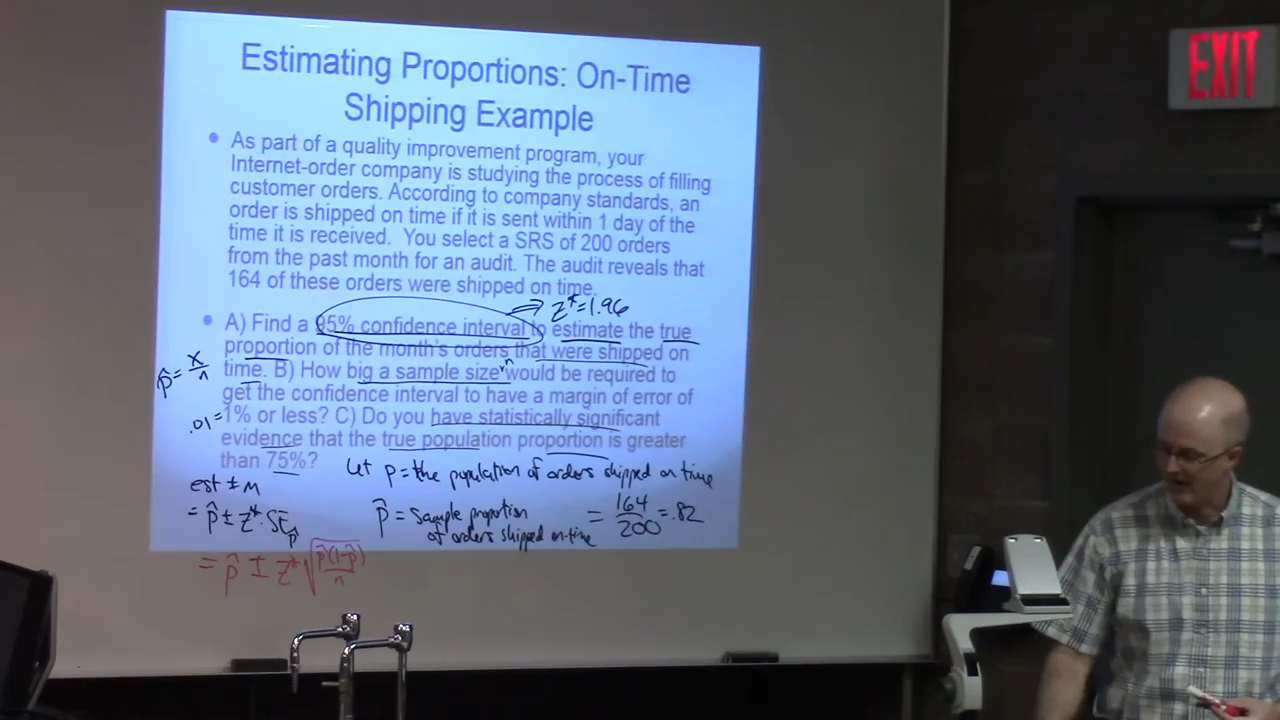 Estimating Proportions: On-Time
Shipping Example
• As part of a quality improvement program, your
Internet-order company is studying the process of filling
customer orders. According to company standards, an
order is shipped on time if it is sent within 1 day of the
time it is received. You select a SRS of 200 orders
from the past month for an audit. The audit reveals that
164 of these orders were shipped on time.
⇒ z* = 1.96
• A) Find a 95% confidence interval to estimate the true
proportion of the month's orders that were shipped on
p̂ = x/n
time. B) How big a sample size "n" would be required to
get the confidence interval to have a margin of error of
.01 = 1% or less? C) Do you have statistically significant
evidence that the true population proportion is greater
than 75%?
Let p = the population of orders shipped on time
est ± M
= p̂ ± z* · SE p̂
p̂ = sample proportion of orders shipped on-time = 164/200 = .82
= p̂ ± z* √(p̂(1-p̂)/n)
EXIT